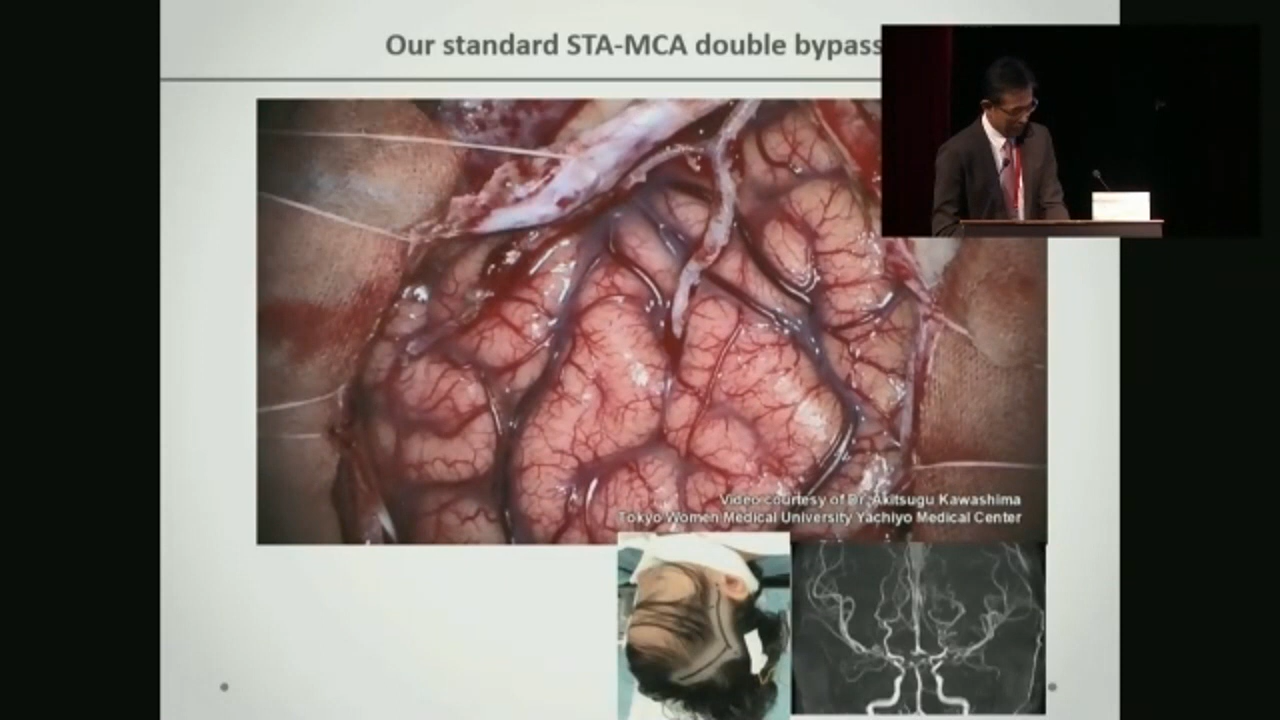 Our standard STA-MCA double bypass
Video courtesy of Dr. Akitsugu Kawashima
Tokyo Women Medical University Yachiyo Medical Center